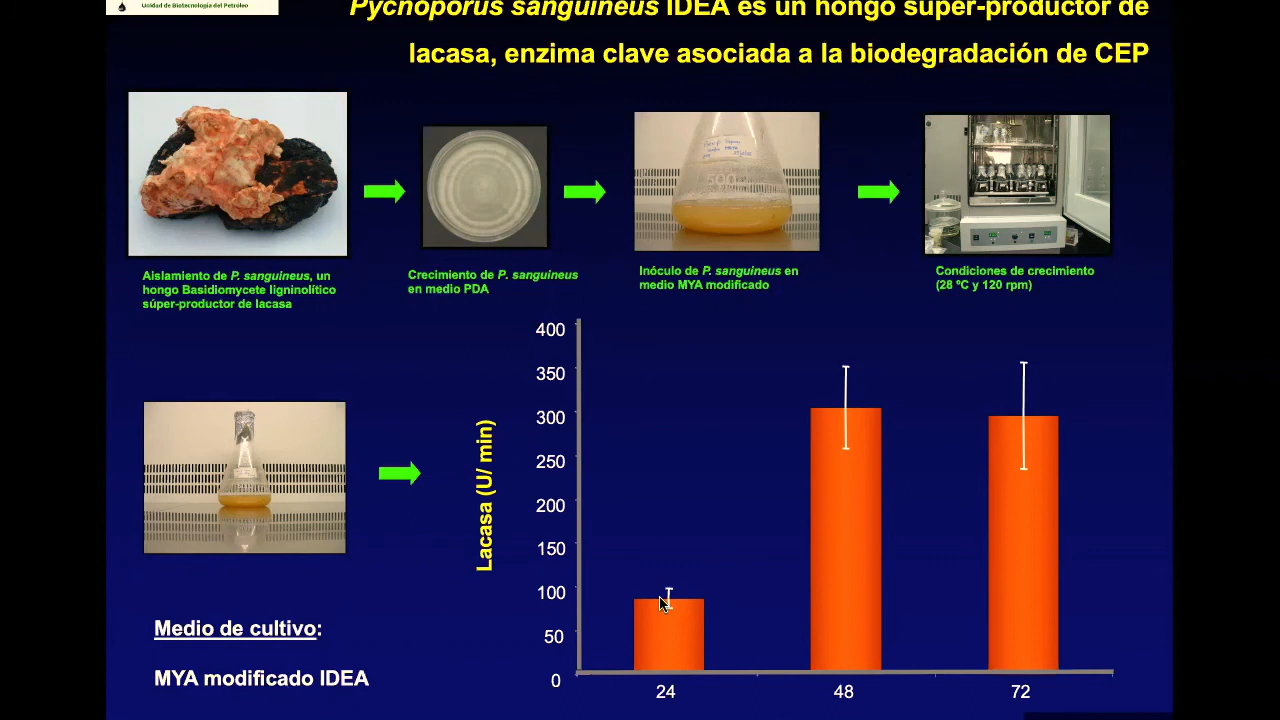 Unidad de Biotecnología del Petróleo
Pycnoporus sanguineus IDEA es un hongo súper-productor de
lacasa, enzima clave asociada a la biodegradación de CEP
Aislamiento de P. sanguineus, un
hongo Basidiomycete ligninolítico
súper-productor de lacasa
Crecimiento de P. sanguineus
en medio PDA
Inóculo de P. sanguineus en
medio MYA modificado
Condiciones de crecimiento
(28 ºC y 120 rpm)
Lacasa (U/ min)
400
350
300
250
200
150
100
50
0
24
48
72
Medio de cultivo:
MYA modificado IDEA